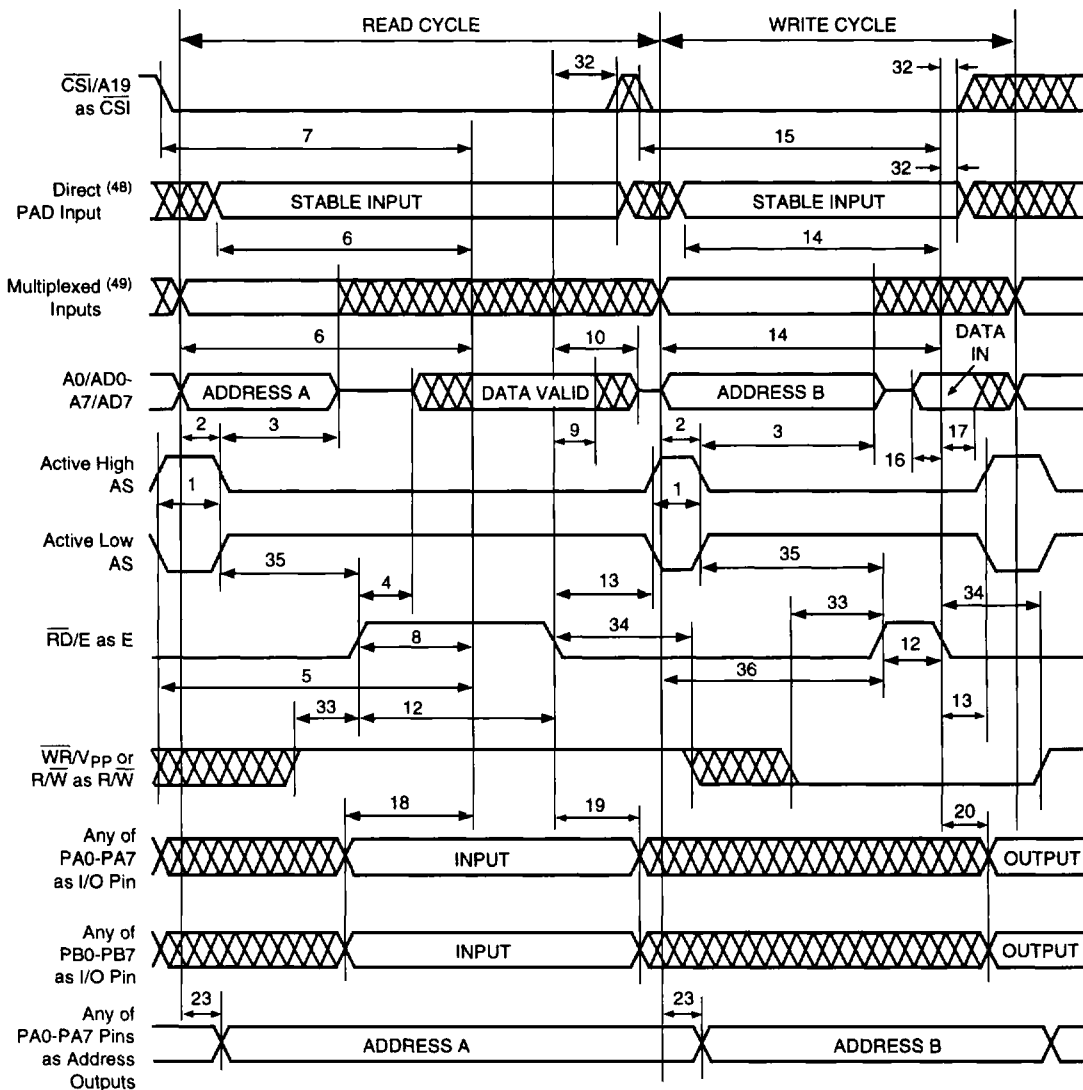 READ CYCLE WRITE CYCLE
32 32
CSI/A19
as CSI
7 15
32
Direct (48)
PAD Input
STABLE INPUT STABLE INPUT
6 14
Multiplexed (49)
Inputs
6 10 14 DATA
IN
A0/AD0-
A7/AD7
ADDRESS A DATA VALID ADDRESS B
2 3 9 2 3 16 17
Active High
AS
1 1
Active Low
AS
35 4 13 35 33 34
RD/E as E
8 34 12
5 36
33 12 13
WR/VPP or
R/W as R/W
18 19 20
Any of
PA0-PA7
as I/O Pin
INPUT OUTPUT
Any of
PB0-PB7
as I/O Pin
INPUT OUTPUT
23 23
Any of
PA0-PA7 Pins
as Address
Outputs
ADDRESS A ADDRESS B